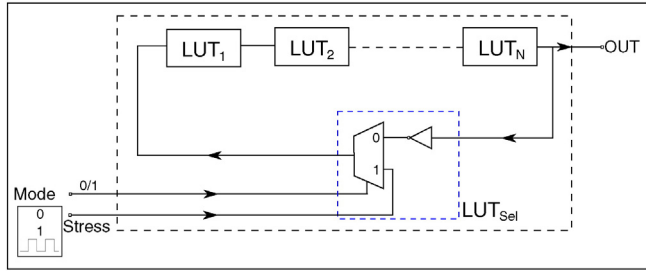 LUT1 LUT2 LUTN OUT
0
1
Mode 0/1
0
1
Stress
LUTSel